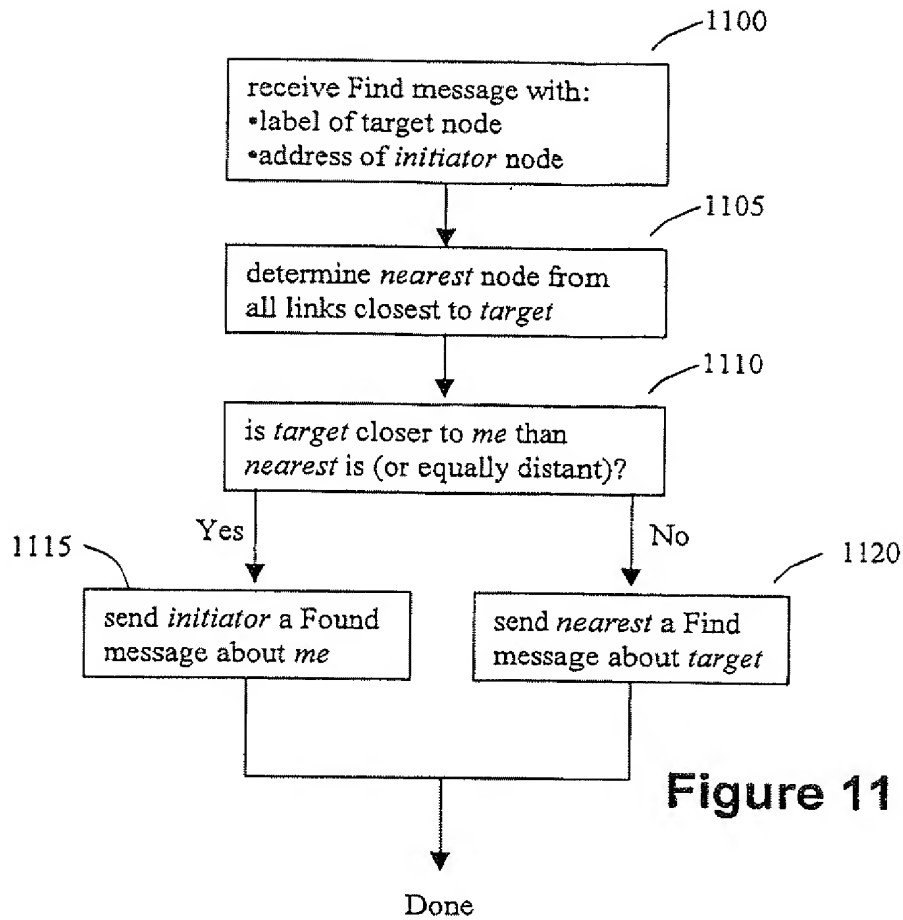 1100
receive Find message with:
•label of target node
•address of initiator node
1105
determine nearest node from
all links closest to target
1110
is target closer to me than
nearest is (or equally distant)?
Yes
No
1115
1120
send initiator a Found
message about me
send nearest a Find
message about target
Figure 11
Done